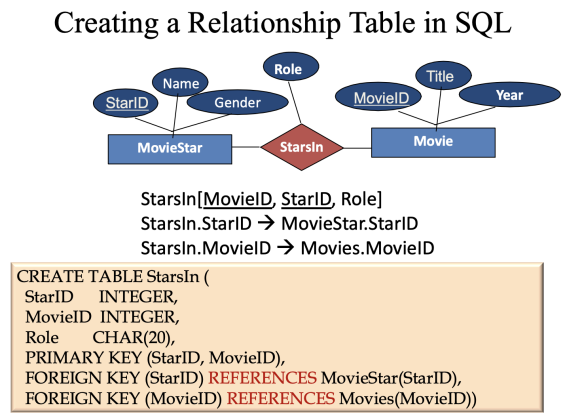 Creating a Relationship Table in SQL
Role
Name
Title
StarID
Gender
MovieID
Year
MovieStar
StarsIn
Movie
StarsIn[MovieID, StarID, Role]
StarsIn.StarID → MovieStar.StarID
StarsIn.MovieID → Movies.MovieID
CREATE TABLE StarsIn (
StarID INTEGER,
MovieID INTEGER,
Role CHAR(20),
PRIMARY KEY (StarID, MovieID),
FOREIGN KEY (StarID) REFERENCES MovieStar(StarID),
FOREIGN KEY (MovieID) REFERENCES Movies(MovieID))